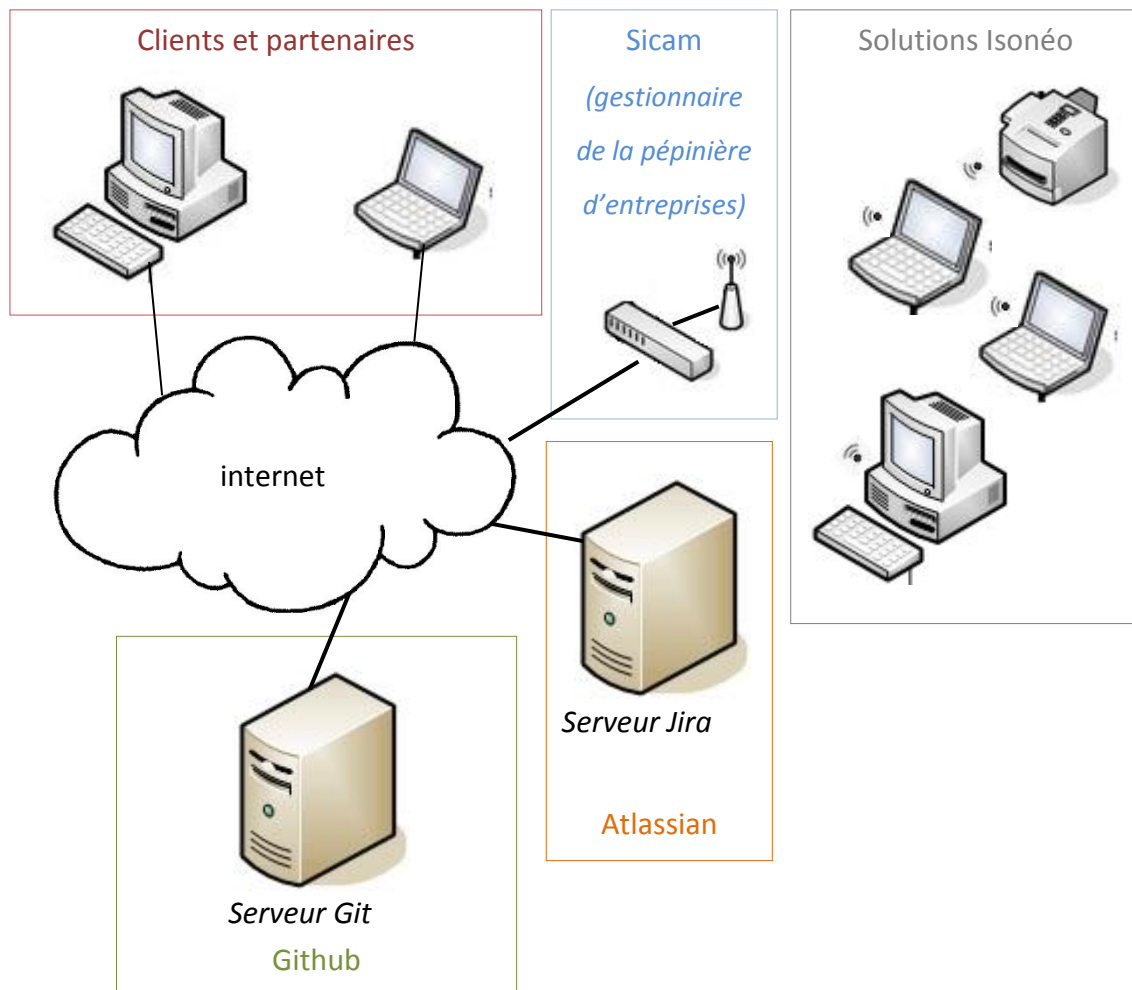 Clients et partenaires
Sicam
(gestionnaire
de la pépinière
d’entreprises)
Solutions Isonéo
internet
Serveur Jira
Atlassian
Serveur Git
Github